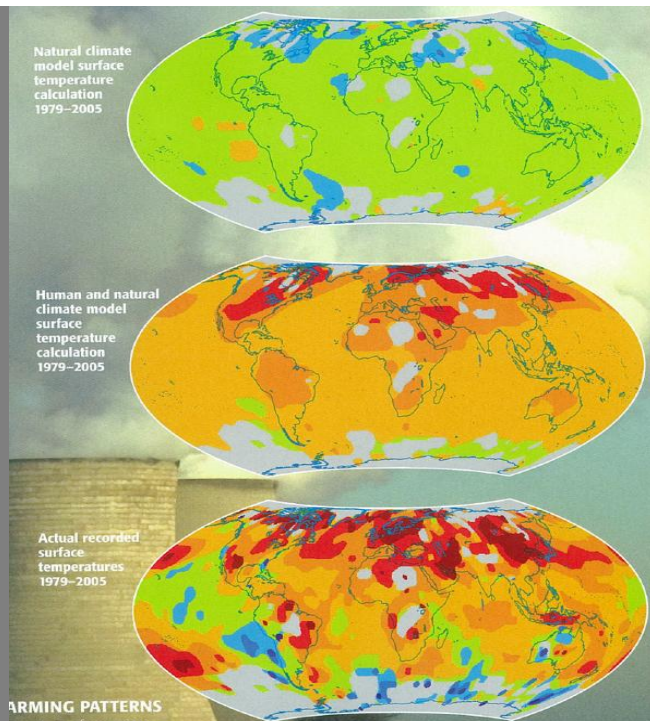 Natural climate
model surface
temperature
calculation
1979–2005
Human and natural
climate model
surface
temperature
calculation
1979–2005
Actual recorded
surface
temperatures
1979–2005
ARMING PATTERNS